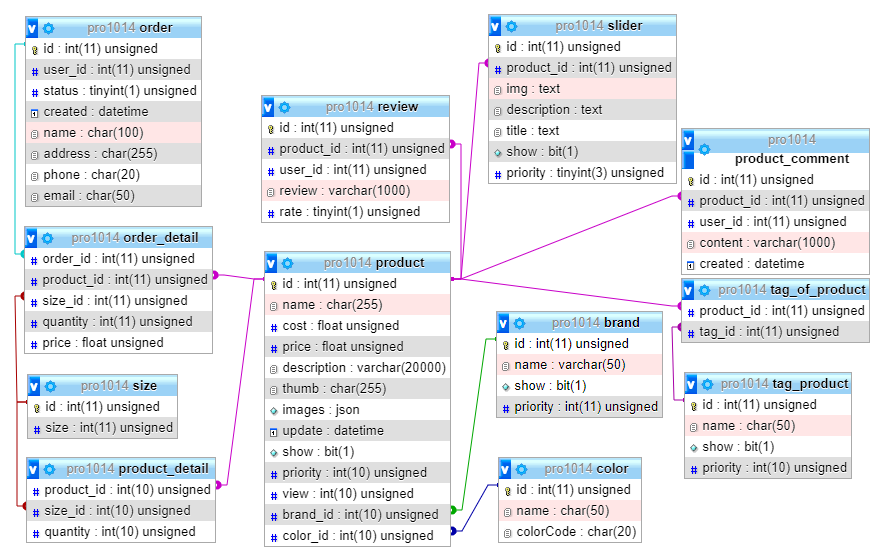 pro1014 order
id : int(11) unsigned
user_id : int(11) unsigned
status : tinyint(1) unsigned
created : datetime
name : char(100)
address : char(255)
phone : char(20)
email : char(50)
pro1014 order_detail
order_id : int(11) unsigned
product_id : int(11) unsigned
size_id : int(11) unsigned
quantity : int(11) unsigned
price : float unsigned
pro1014 size
id : int(11) unsigned
size : int(11) unsigned
pro1014 product_detail
product_id : int(10) unsigned
size_id : int(10) unsigned
quantity : int(10) unsigned
pro1014 review
id : int(11) unsigned
product_id : int(11) unsigned
user_id : int(11) unsigned
review : varchar(1000)
rate : tinyint(1) unsigned
pro1014 product
id : int(11) unsigned
name : char(255)
cost : float unsigned
price : float unsigned
description : varchar(20000)
thumb : char(255)
images : json
update : datetime
show : bit(1)
priority : int(10) unsigned
view : int(10) unsigned
brand_id : int(10) unsigned
color_id : int(10) unsigned
pro1014 slider
id : int(11) unsigned
product_id : int(11) unsigned
img : text
description : text
title : text
show : bit(1)
priority : tinyint(3) unsigned
pro1014 brand
id : int(11) unsigned
name : varchar(50)
show : bit(1)
priority : int(11) unsigned
pro1014 color
id : int(11) unsigned
name : char(50)
colorCode : char(20)
pro1014
product_comment
id : int(11) unsigned
product_id : int(11) unsigned
user_id : int(11) unsigned
content : varchar(1000)
created : datetime
pro1014 tag_of_product
product_id : int(11) unsigned
tag_id : int(11) unsigned
pro1014 tag_product
id : int(11) unsigned
name : char(50)
show : bit(1)
priority : int(10) unsigned